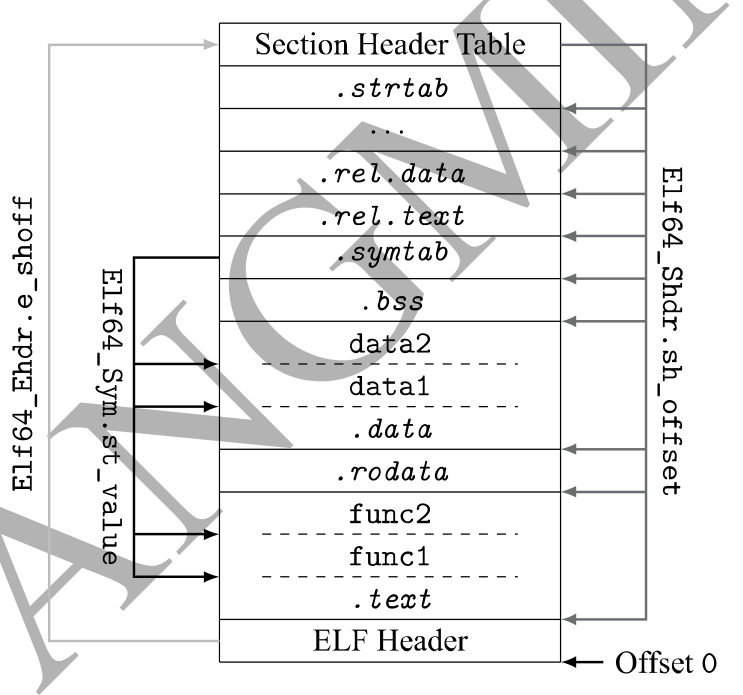 Section Header Table
.strtab
...
.rel.data
.rel.text
.symtab
.bss
data2
data1
.data
.rodata
func2
func1
.text
ELF Header
Offset 0
Elf64_Ehdr.e_shoff
Elf64_Sym.st_value
Elf64_Shdr.sh_offset